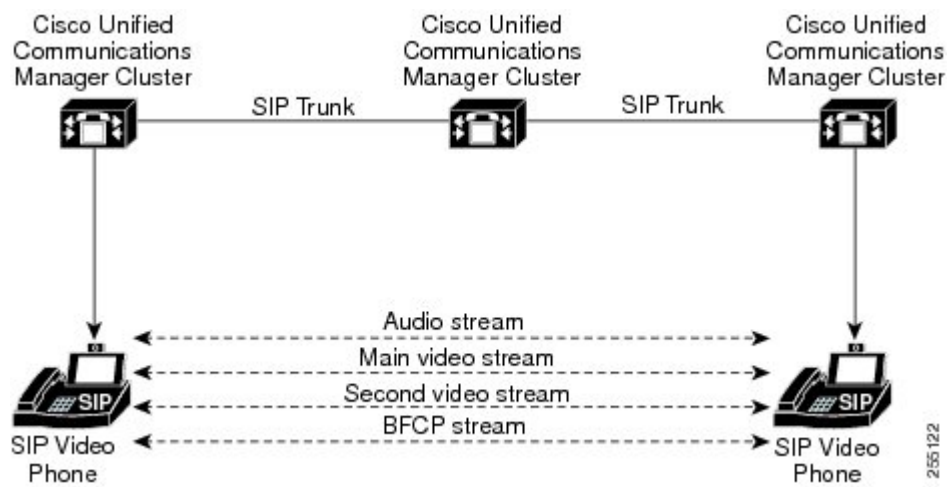 Cisco Unified
Communications
Manager Cluster
Cisco Unified
Communications
Manager Cluster
Cisco Unified
Communications
Manager Cluster
SIP Trunk
SIP Trunk
Audio stream
Main video stream
Second video stream
BFCP stream
SIP
SIP Video
Phone
SIP
SIP Video
Phone
255122